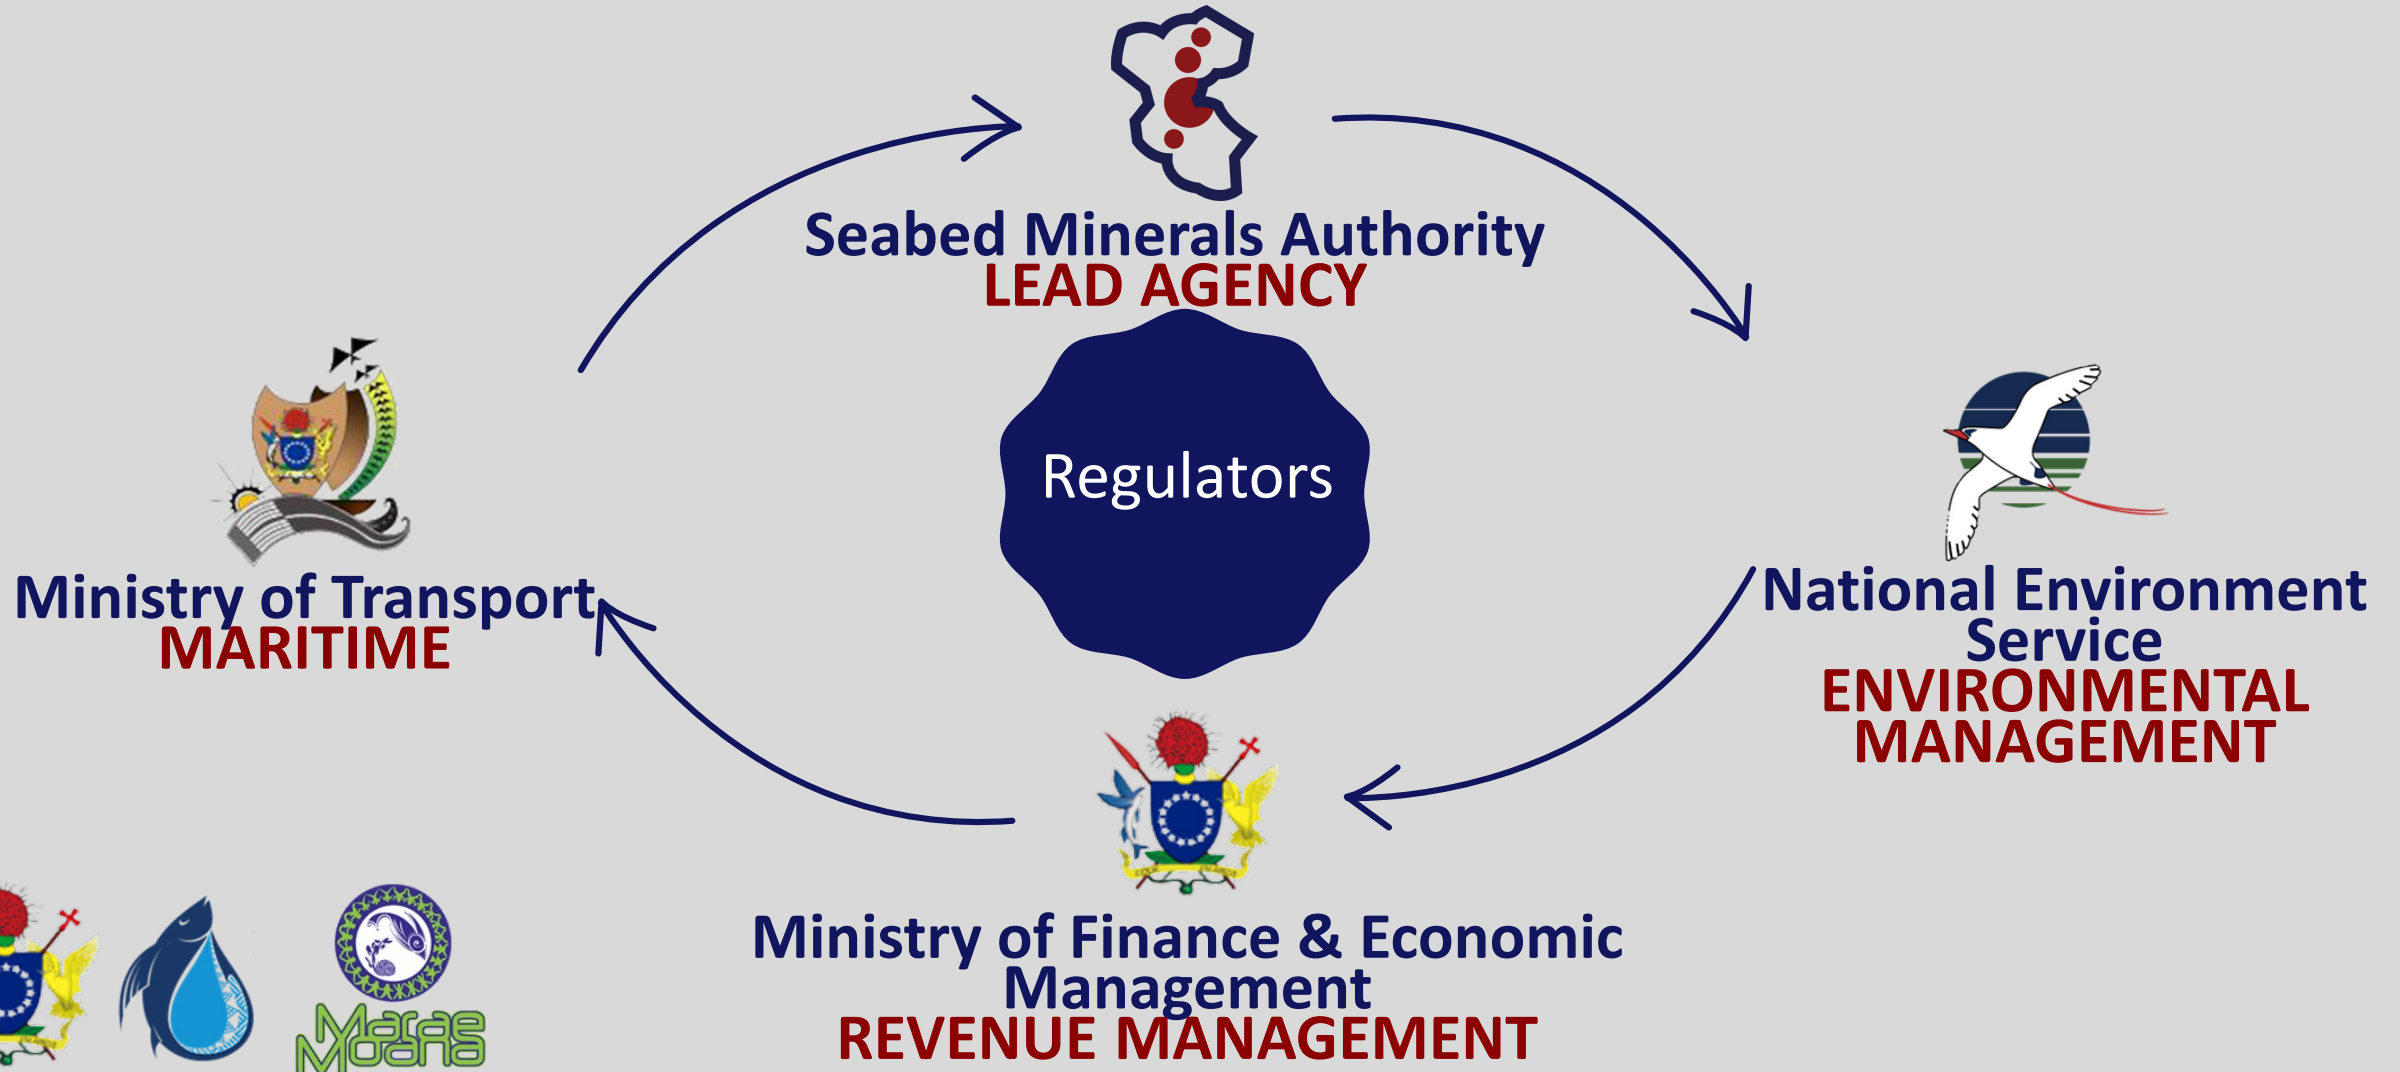 Seabed Minerals Authority
LEAD AGENCY
Regulators
Ministry of Transport
MARITIME
National Environment
Service
ENVIRONMENTAL
MANAGEMENT
Ministry of Finance & Economic
Management
REVENUE MANAGEMENT
Marae
Moana